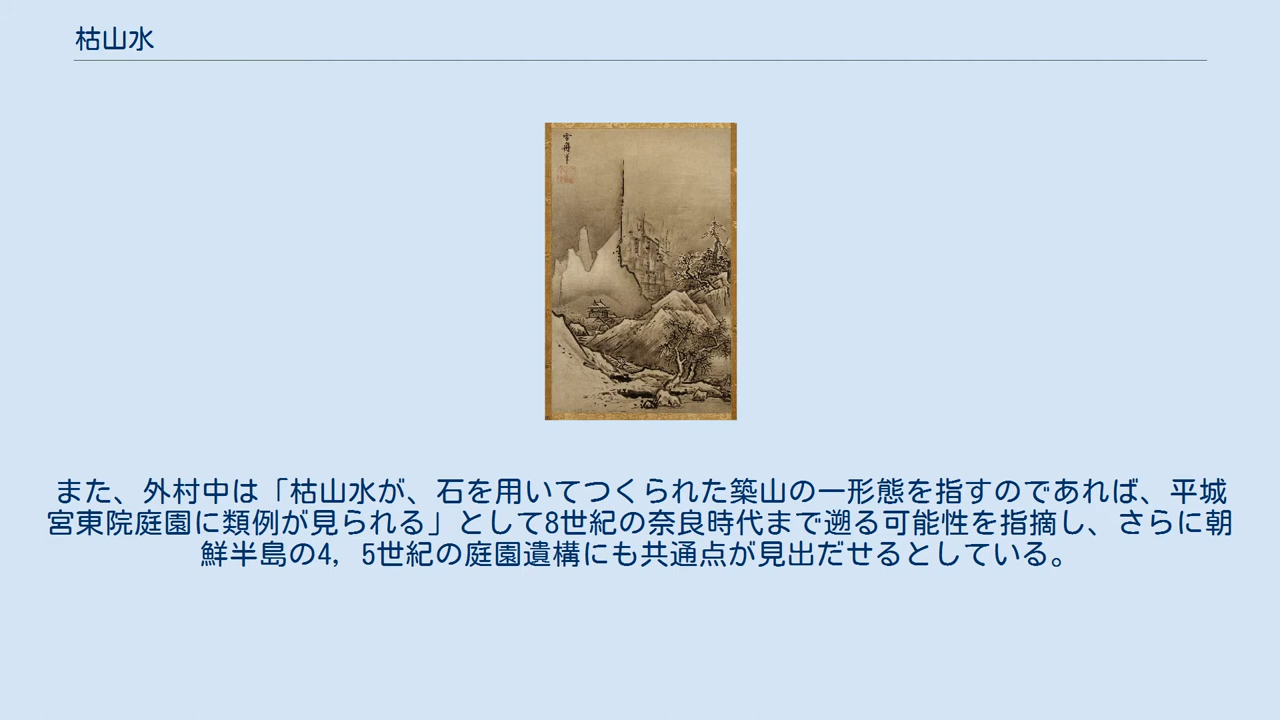 枯山水
雪舟筆
また、外村中は「枯山水が、石を用いてつくられた築山の一形態を指すのであれば、平城
宮東院庭園に類例が見られる」として8世紀の奈良時代まで遡る可能性を指摘し、さらに朝
鮮半島の4，5世紀の庭園遺構にも共通点が見出だせるとしている。